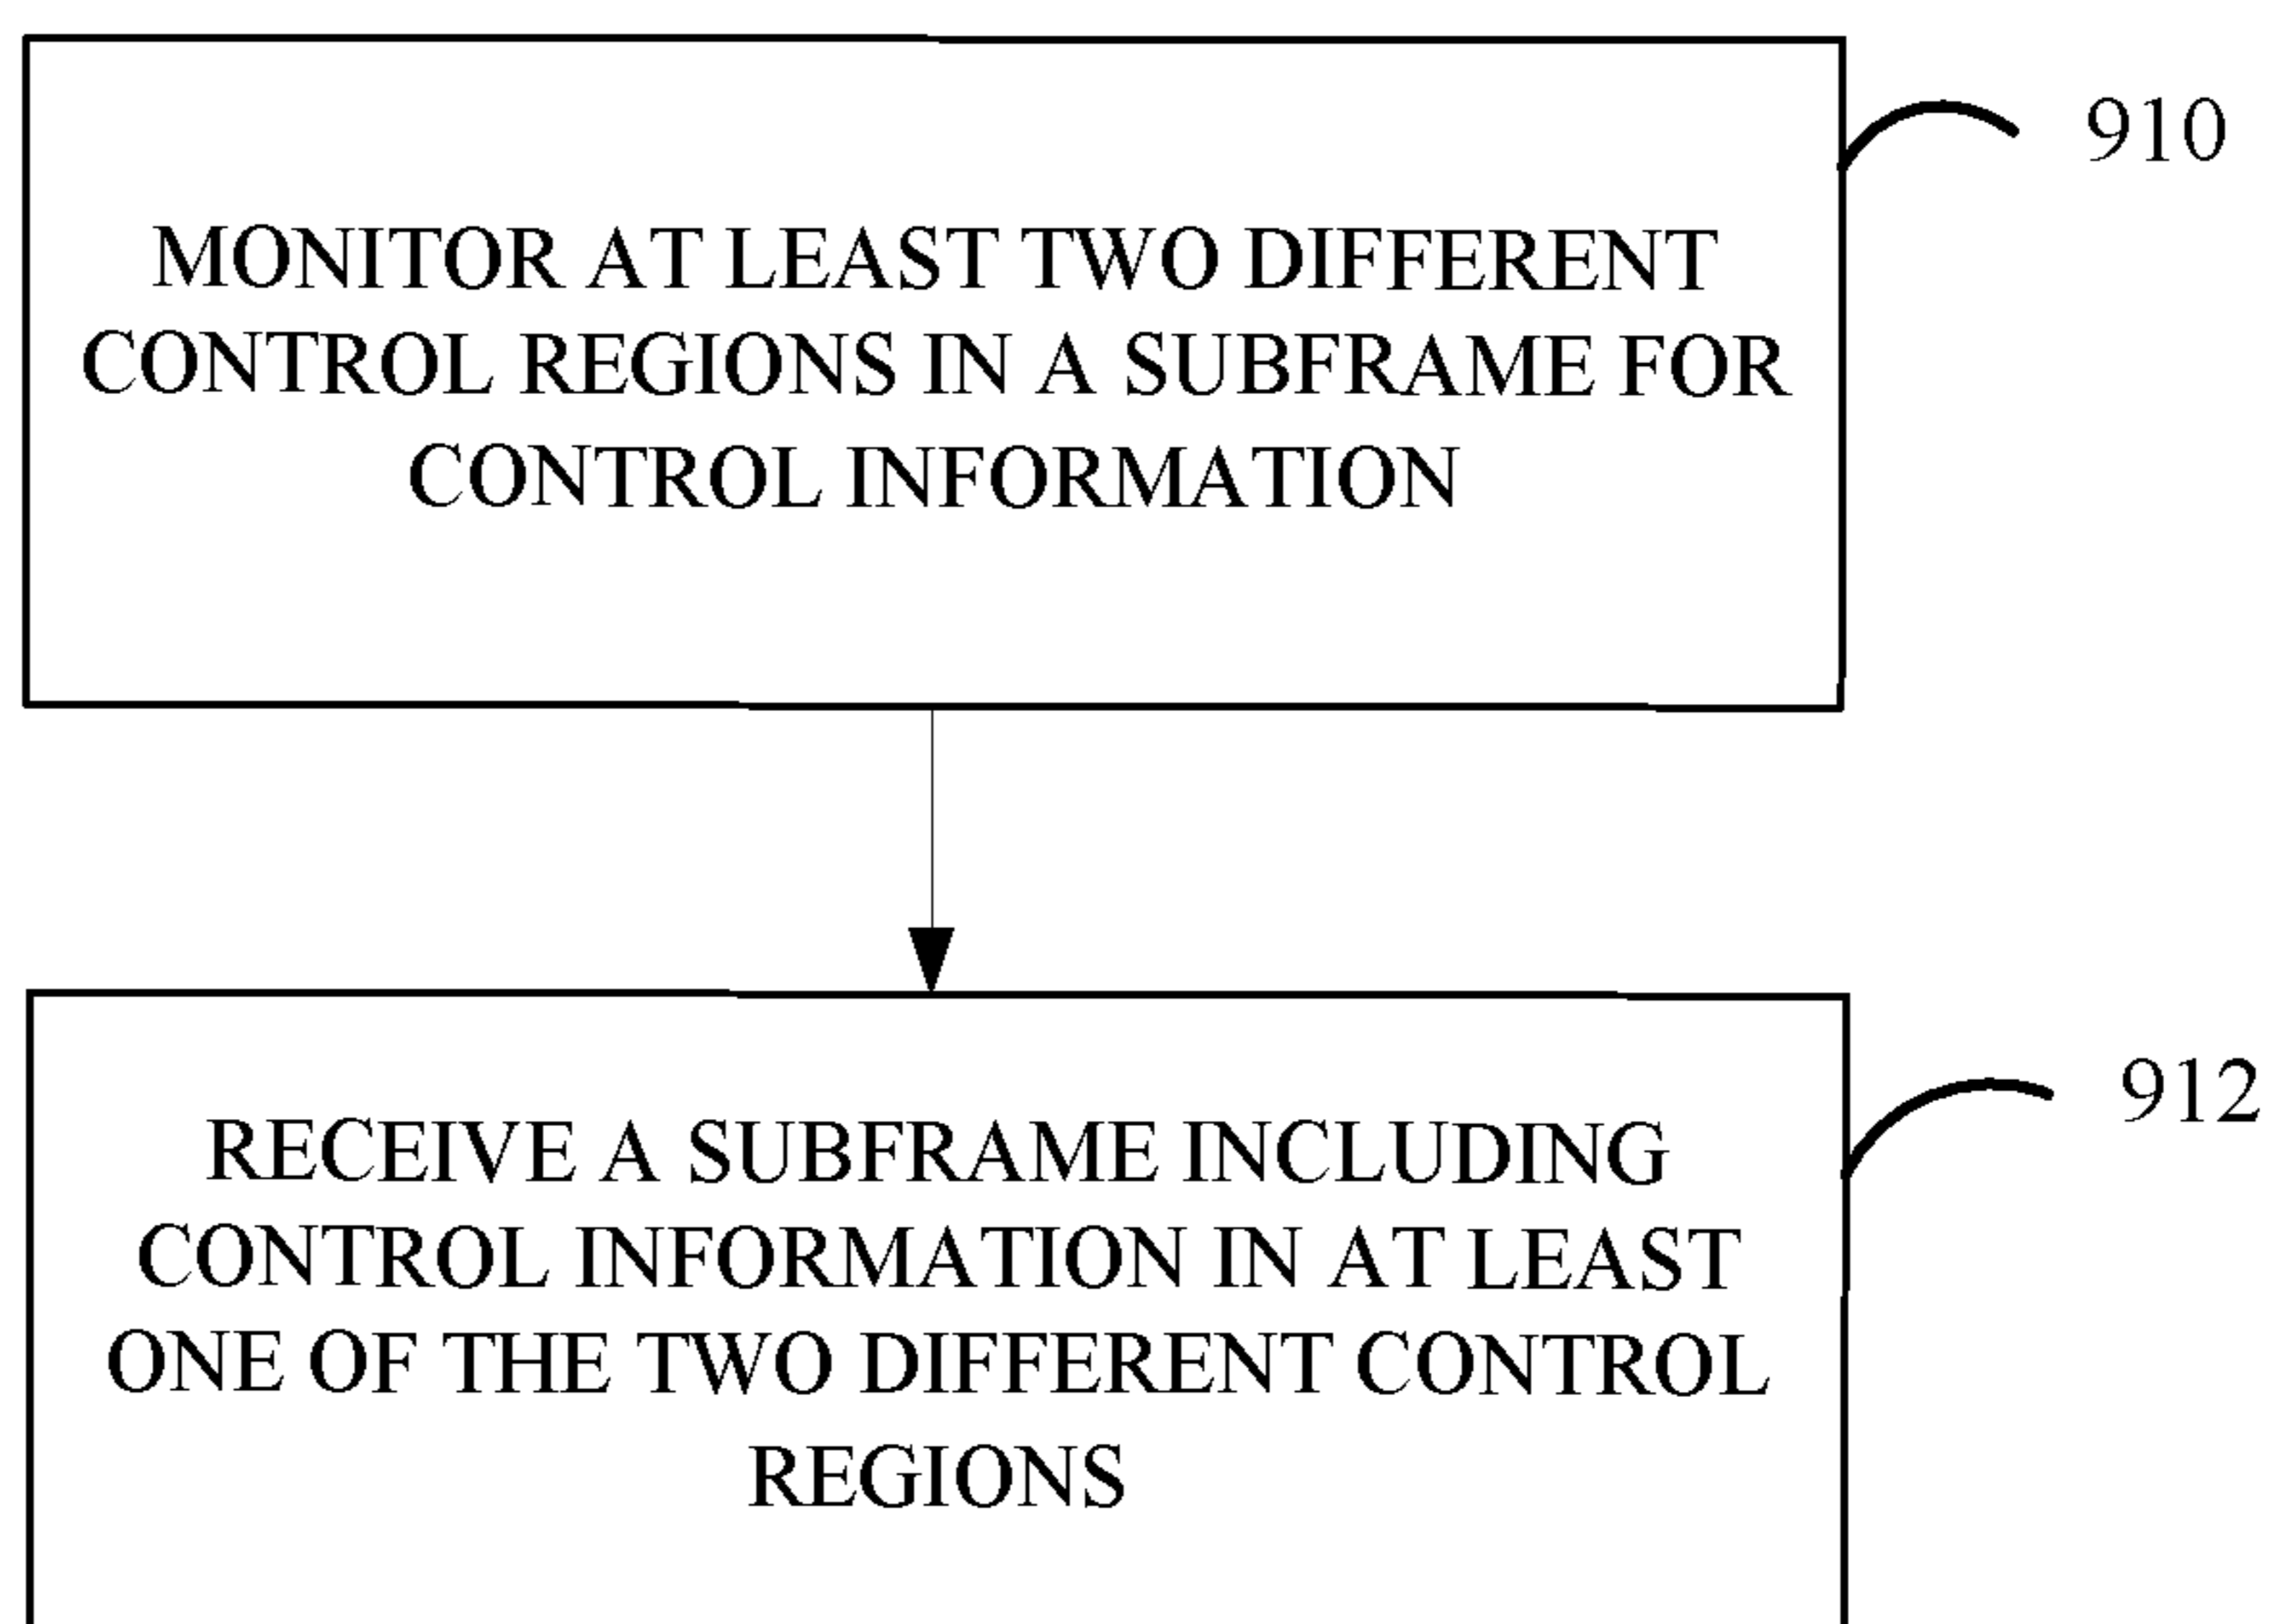 910
MONITOR AT LEAST TWO DIFFERENT
CONTROL REGIONS IN A SUBFRAME FOR
CONTROL INFORMATION
912
RECEIVE A SUBFRAME INCLUDING
CONTROL INFORMATION IN AT LEAST
ONE OF THE TWO DIFFERENT CONTROL
REGIONS